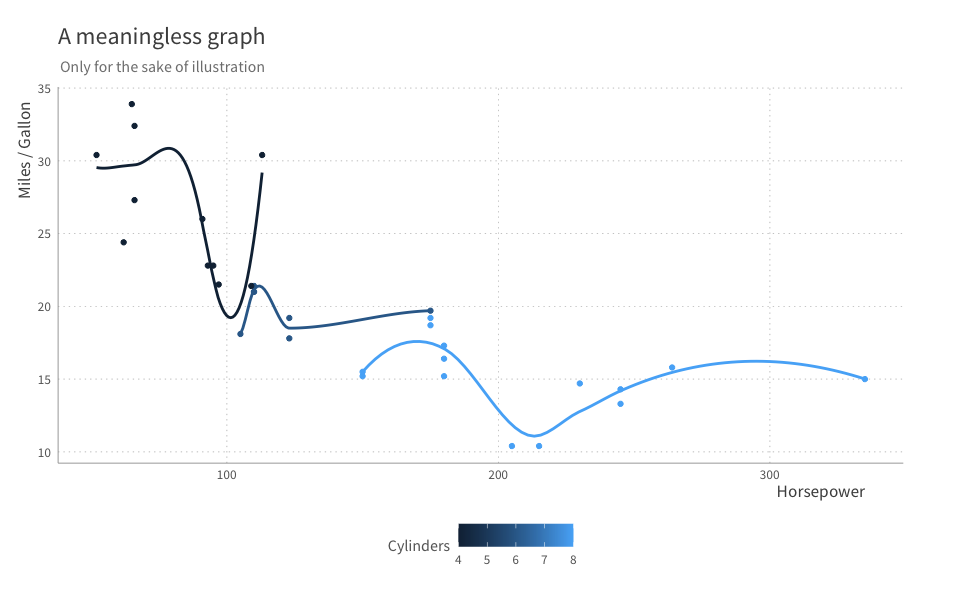 A meaningless graph
Only for the sake of illustration
Miles / Gallon
35
30
25
20
15
10
100 200 300
Horsepower
Cylinders
4 5 6 7 8